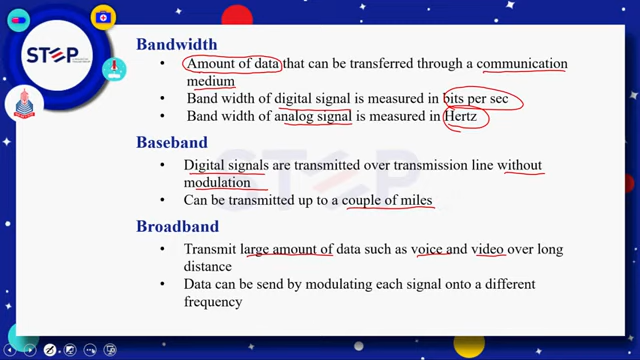 STEP
Bandwidth
• Amount of data that can be transferred through a communication
medium
• Band width of digital signal is measured in bits per sec
• Band width of analog signal is measured in Hertz
Baseband
• Digital signals are transmitted over transmission line without
modulation
• Can be transmitted up to a couple of miles
Broadband
• Transmit large amount of data such as voice and video over long
distance
• Data can be send by modulating each signal onto a different
frequency
STEP